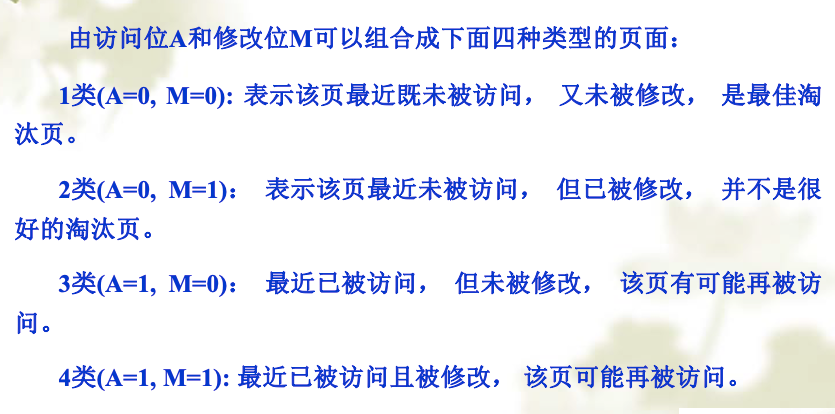 由访问位A和修改位M可以组合成下面四种类型的页面：
1类(A=0, M=0): 表示该页最近既未被访问， 又未被修改， 是最佳淘
汰页。
2类(A=0, M=1)： 表示该页最近未被访问， 但已被修改， 并不是很
好的淘汰页。
3类(A=1, M=0)： 最近已被访问， 但未被修改， 该页有可能再被访
问。
4类(A=1, M=1): 最近已被访问且被修改， 该页可能再被访问。